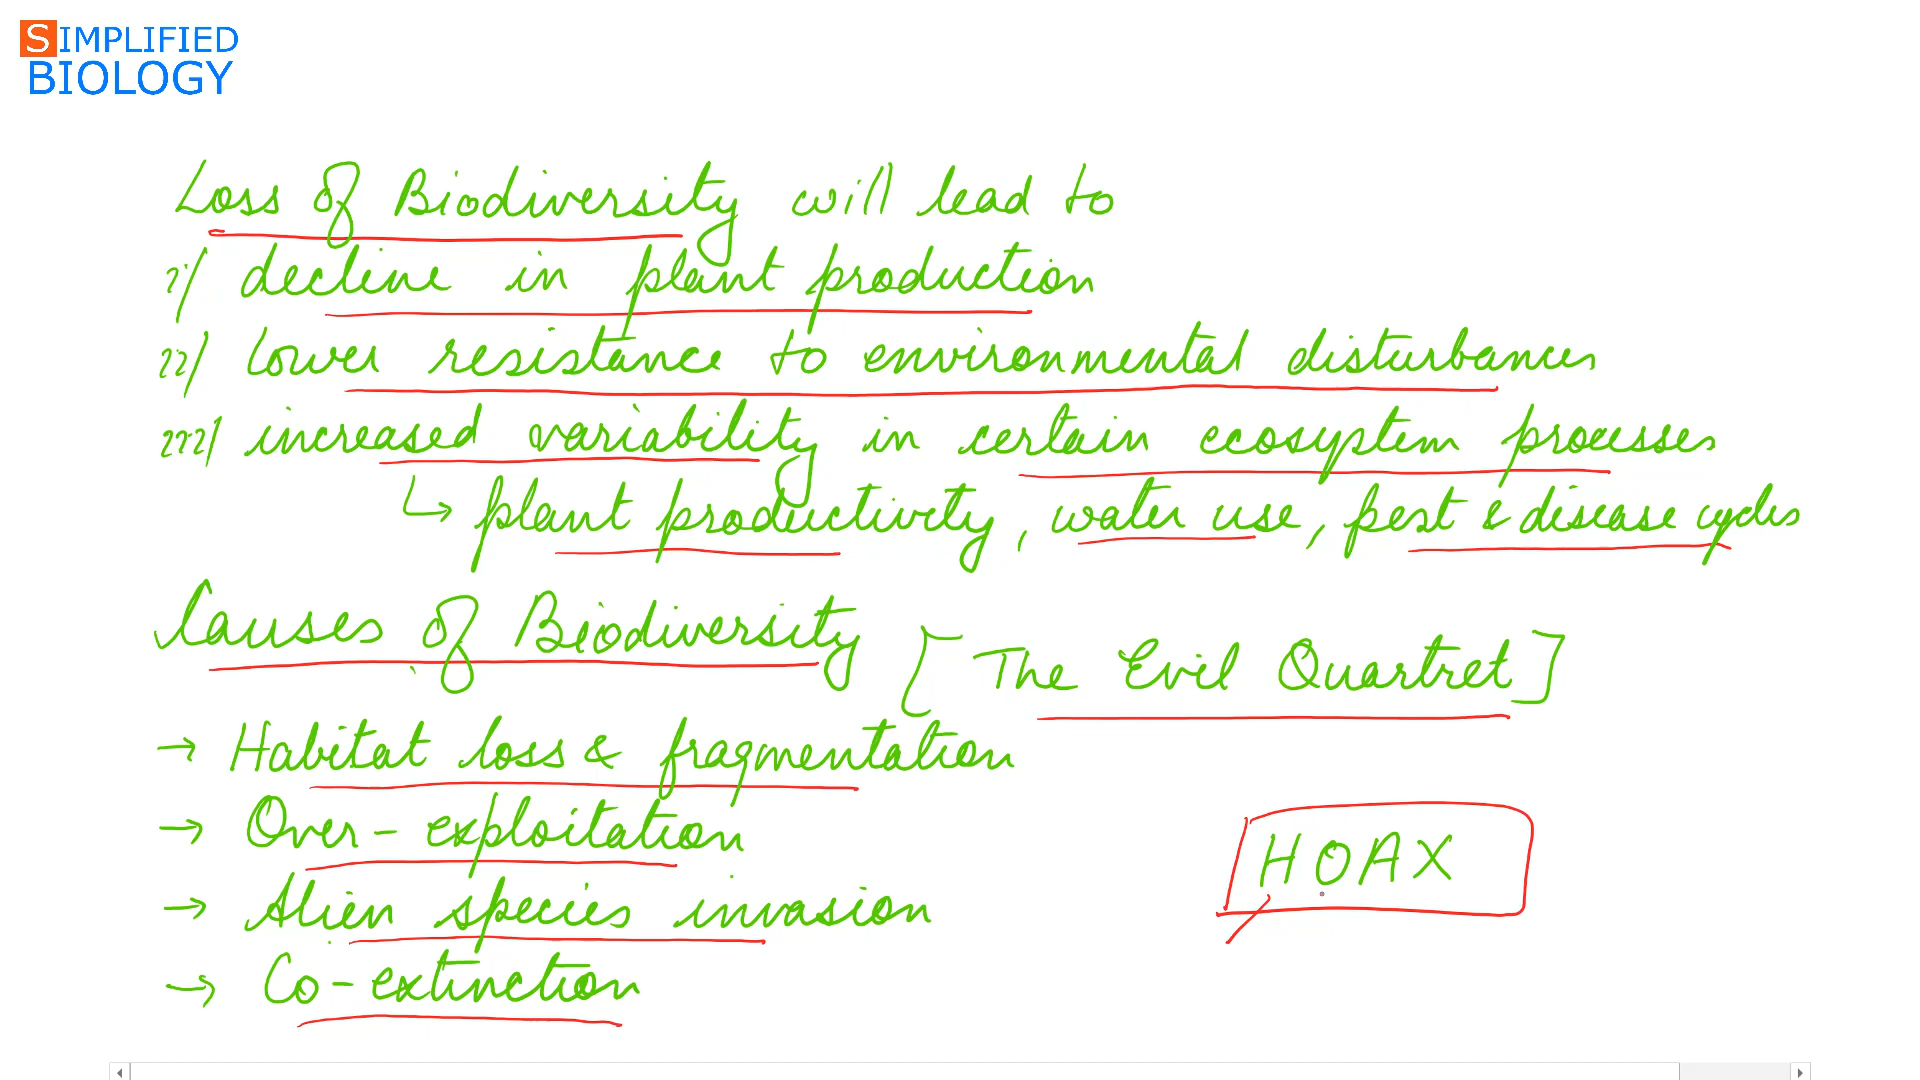 SIMPLIFIED
BIOLOGY
Loss of Biodiversity will lead to
i) decline in plant production
ii) lower resistance to environmental disturbances
iii) increased variability in certain ecosystem processes
↳ plant productivity, water use, pest & disease cycles
Causes of Biodiversity [The Evil Quartret]
→ Habitat loss & fragmentation
→ Over-exploitation
→ Alien species invasion
→ Co-extinction
HOAX